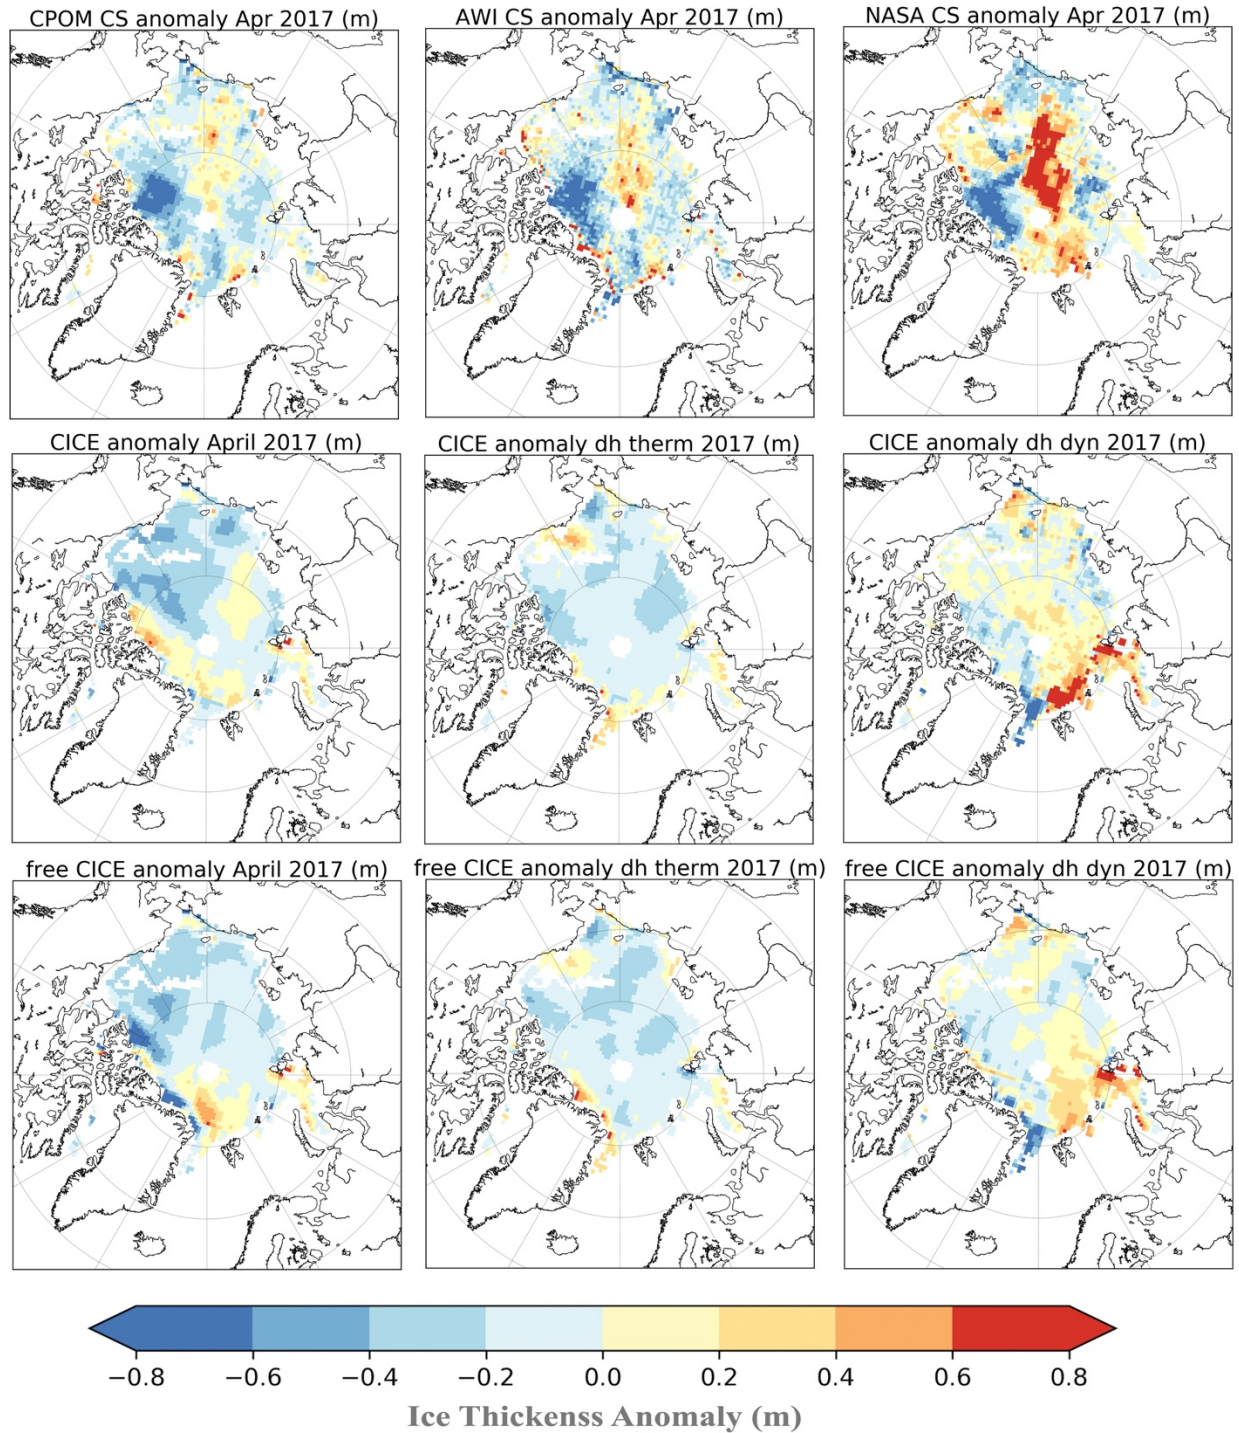 CPOM CS anomaly Apr 2017 (m)
AWI CS anomaly Apr 2017 (m)
NASA CS anomaly Apr 2017 (m)
CICE anomaly April 2017 (m)
CICE anomaly dh therm 2017 (m)
CICE anomaly dh dyn 2017 (m)
free CICE anomaly April 2017 (m)
free CICE anomaly dh therm 2017 (m)
free CICE anomaly dh dyn 2017 (m)
−0.8 −0.6 −0.4 −0.2 0.0 0.2 0.4 0.6 0.8
Ice Thickenss Anomaly (m)